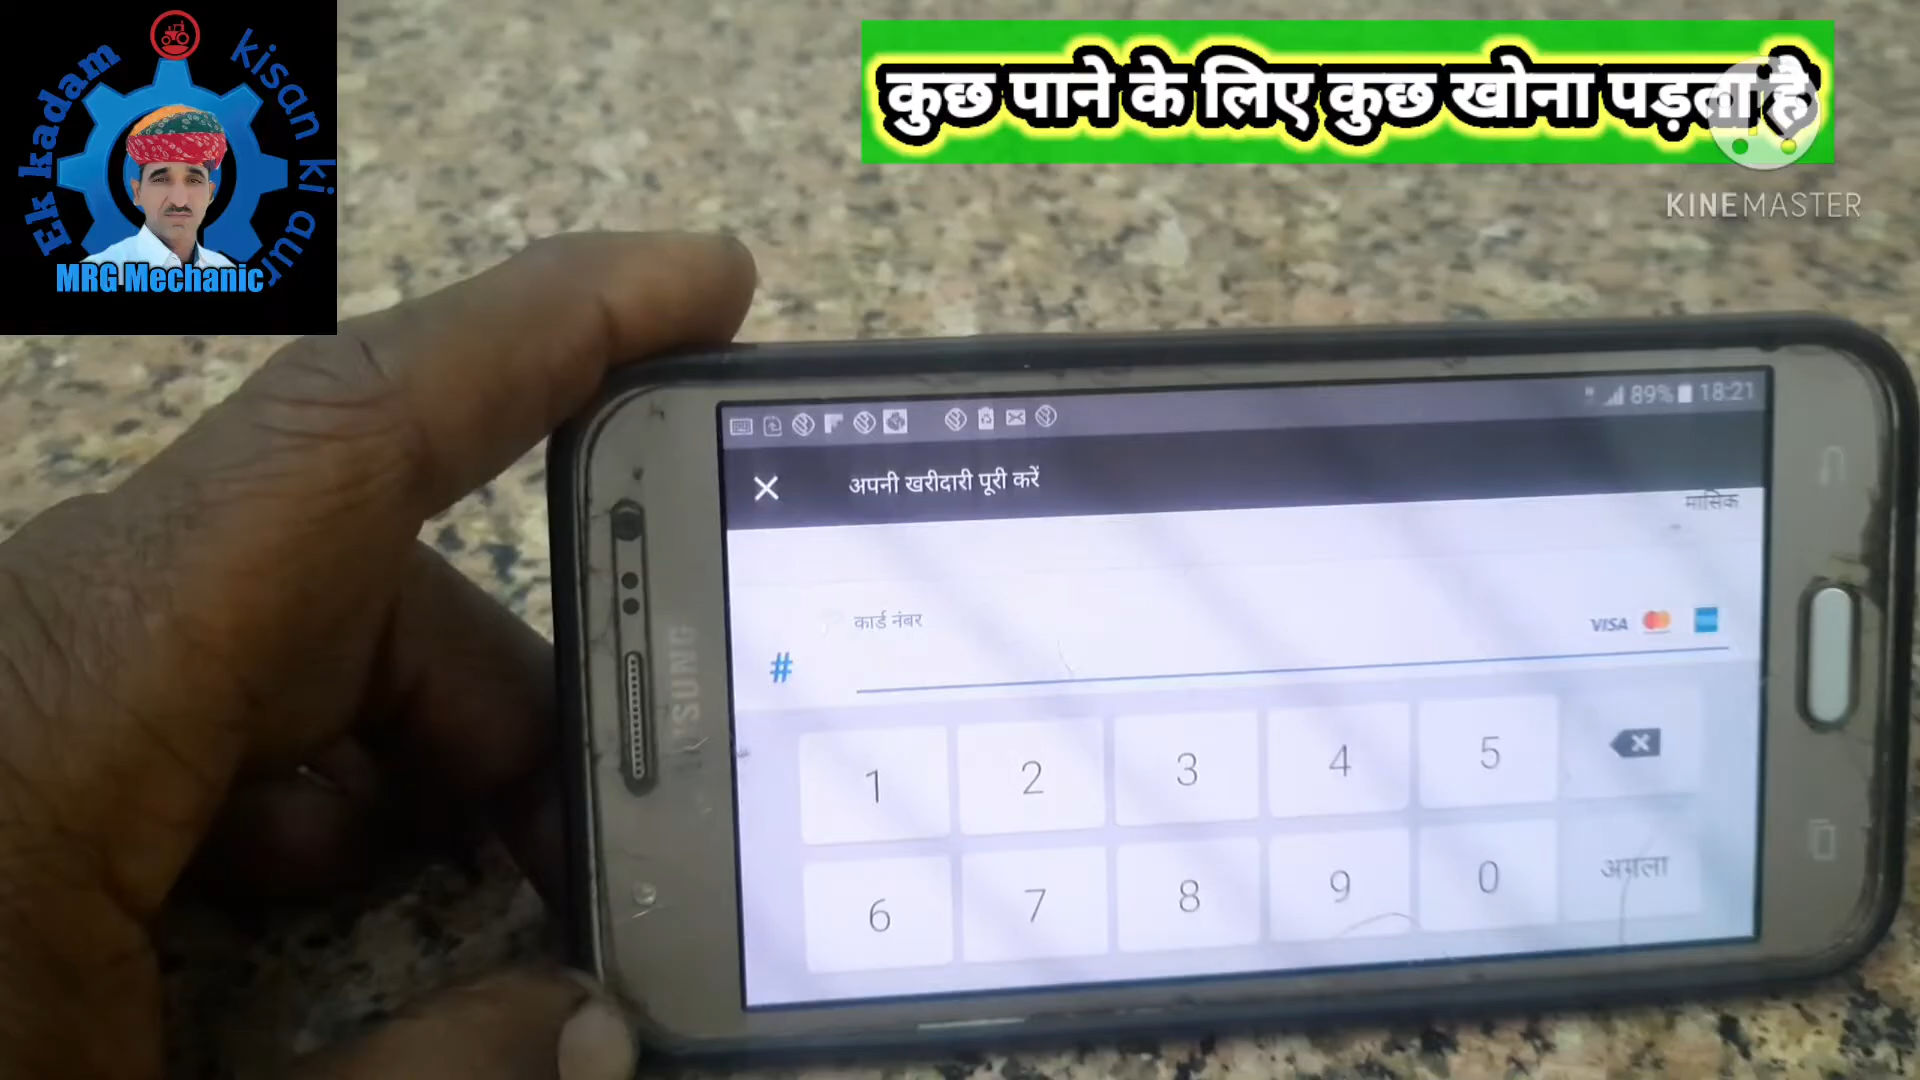 Ek kadam kisan ki aur
MRG Mechanic
कुछ पाने के लिए कुछ खोना पड़ता है
KINEMASTER
89% 18:21
अपनी खरीदारी पूरी करें
मासिक
कार्ड नंबर
VISA
#
SAMSUNG
1 2 3 4 5
6 7 8 9 0 अगला